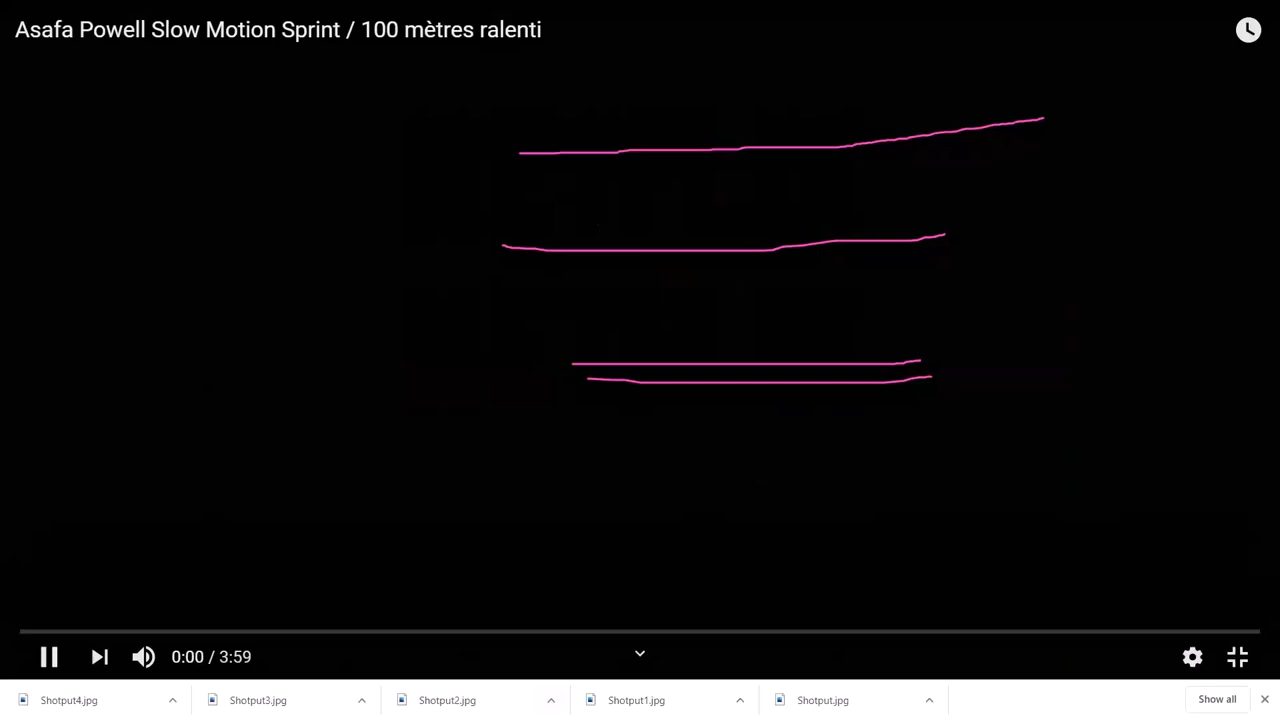 Asafa Powell Slow Motion Sprint / 100 mètres ralenti
0:00 / 3:59
Shotput4.jpg
Shotput3.jpg
Shotput2.jpg
Shotput1.jpg
Shotput.jpg
Show all